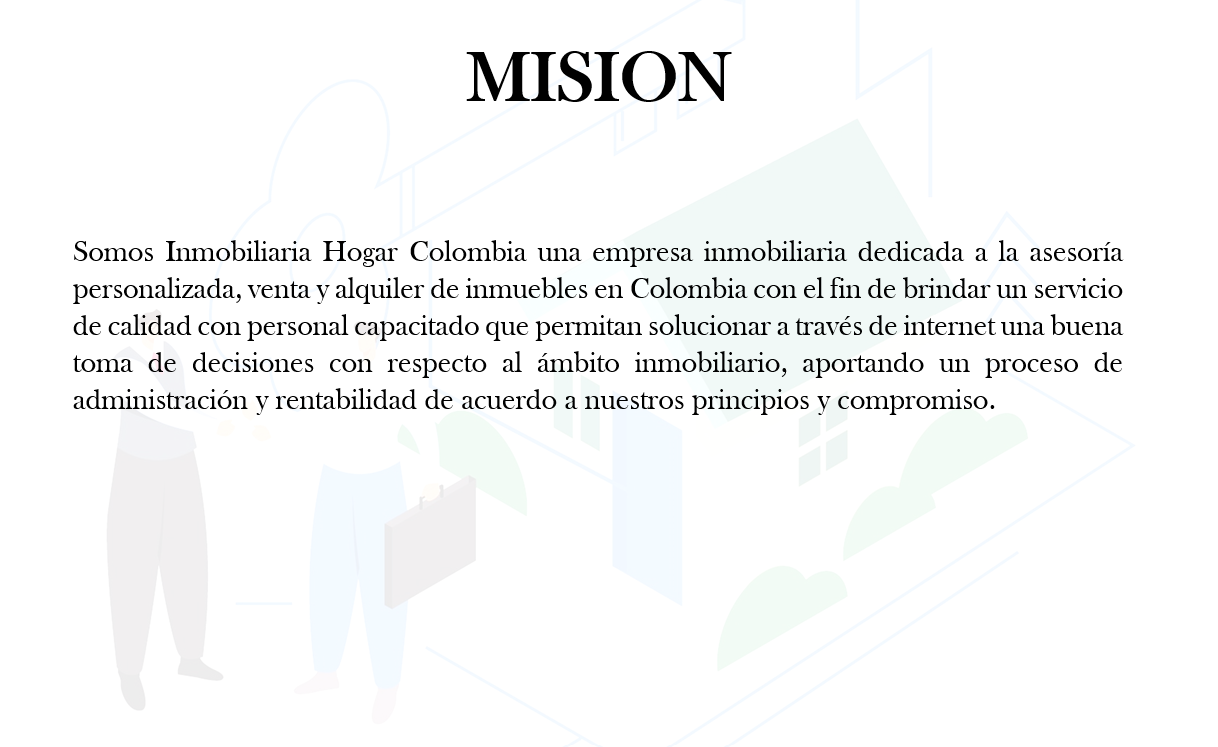 MISION
Somos Inmobiliaria Hogar Colombia una empresa inmobiliaria dedicada a la asesoría
personalizada, venta y alquiler de inmuebles en Colombia con el fin de brindar un servicio
de calidad con personal capacitado que permitan solucionar a través de internet una buena
toma de decisiones con respecto al ámbito inmobiliario, aportando un proceso de
administración y rentabilidad de acuerdo a nuestros principios y compromiso.